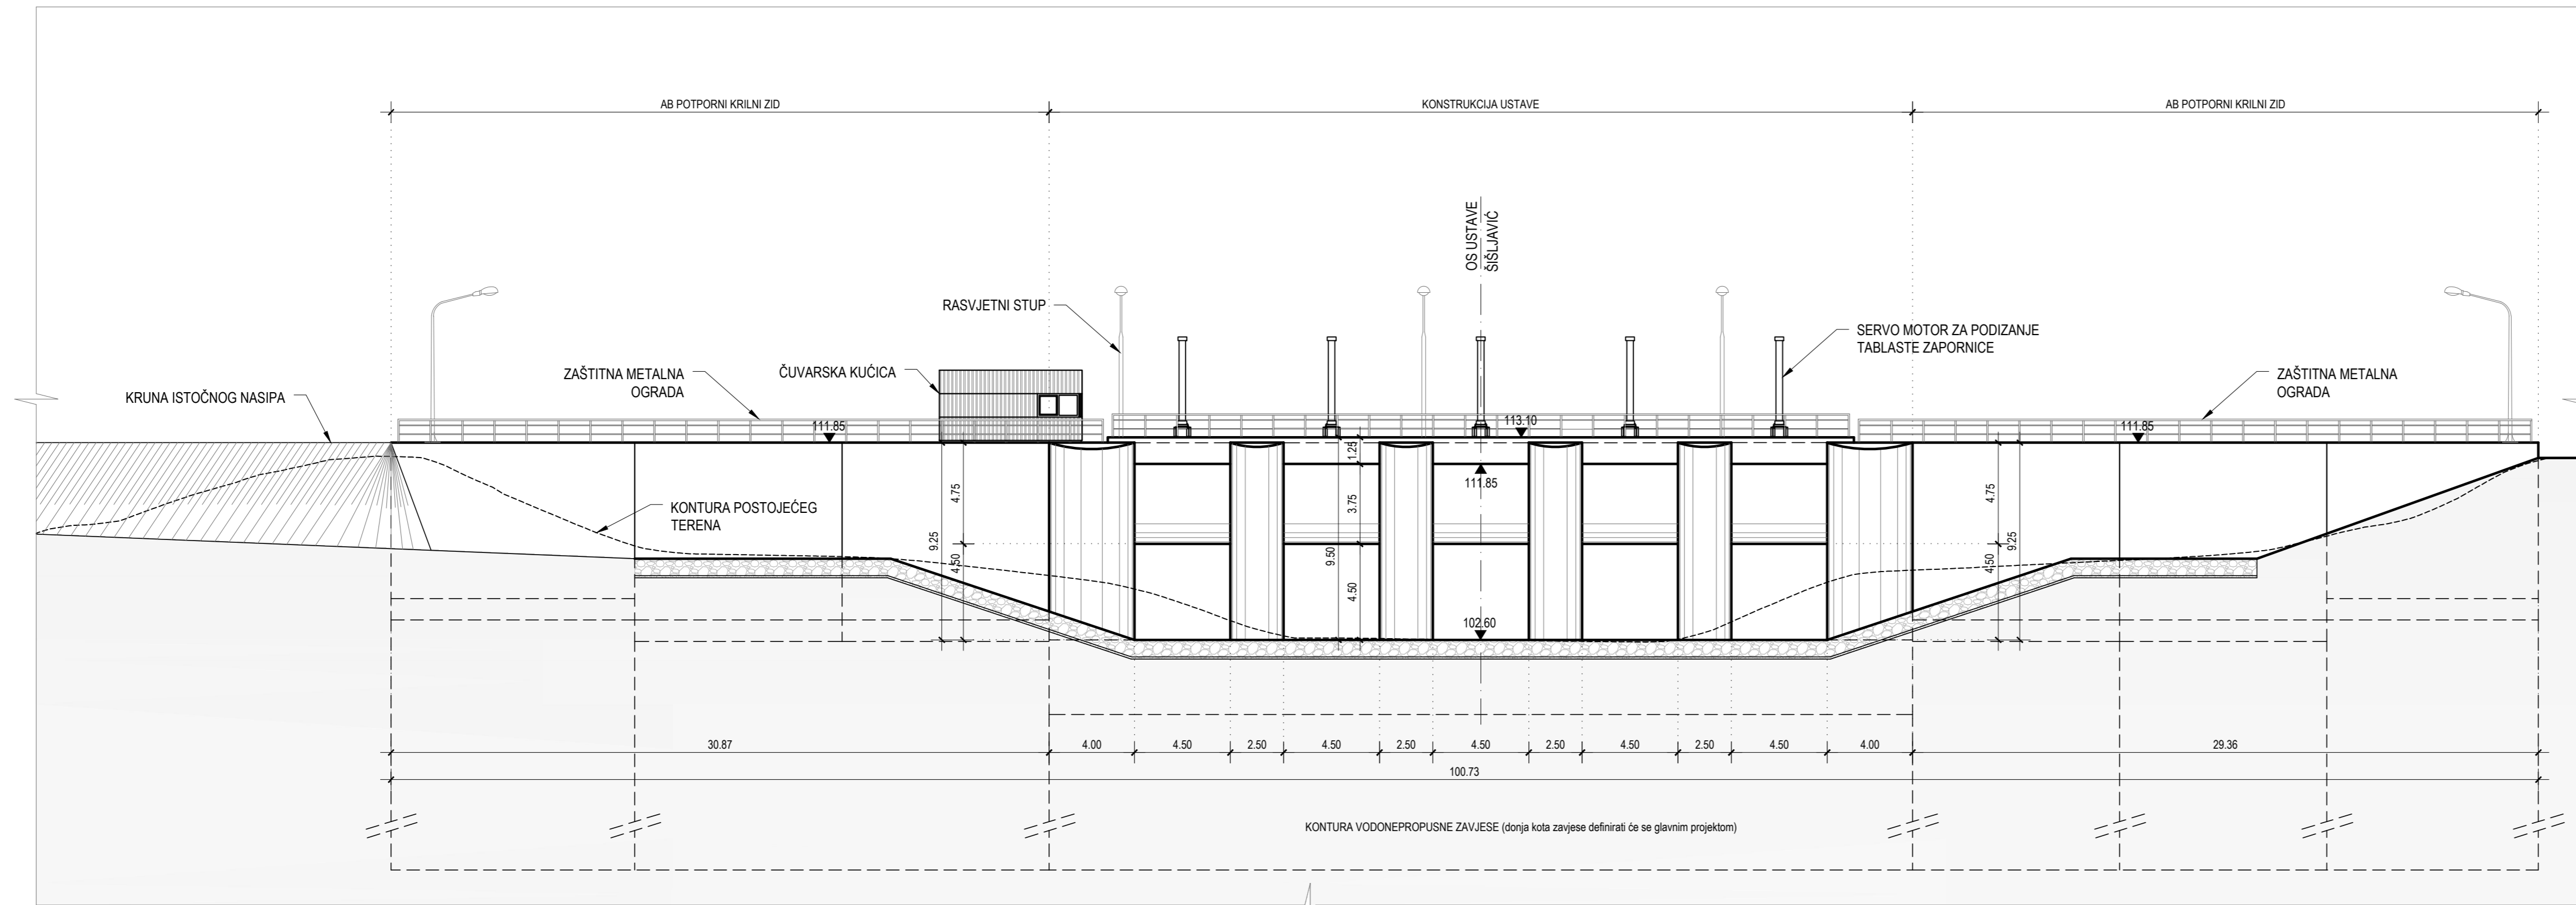 AB POTPORNI KRILNI ZID
KONSTRUKCIJA USTAVE
AB POTPORNI KRILNI ZID
OS USTAVE
ŠIŠLJAVIĆ
RASVJETNI STUP
SERVO MOTOR ZA PODIZANJE
TABLASTE ZAPORNICE
ČUVARSKA KUĆICA
ZAŠTITNA METALNA
OGRADA
ZAŠTITNA METALNA
OGRADA
KRUNA ISTOČNOG NASIPA
111.85
113.10
111.85
1.25
111.85
4.75
3.75
4.75
KONTURA POSTOJEĆEG
TERENA
9.25
4.50
9.50
4.50
4.50
9.25
102.60
30.87
4.00
4.50
2.50
4.50
2.50
4.50
2.50
4.50
2.50
4.50
4.00
29.36
100.73
KONTURA VODONEPROPUSNE ZAVJESE (donja kota zavjese definirati će se glavnim projektom)